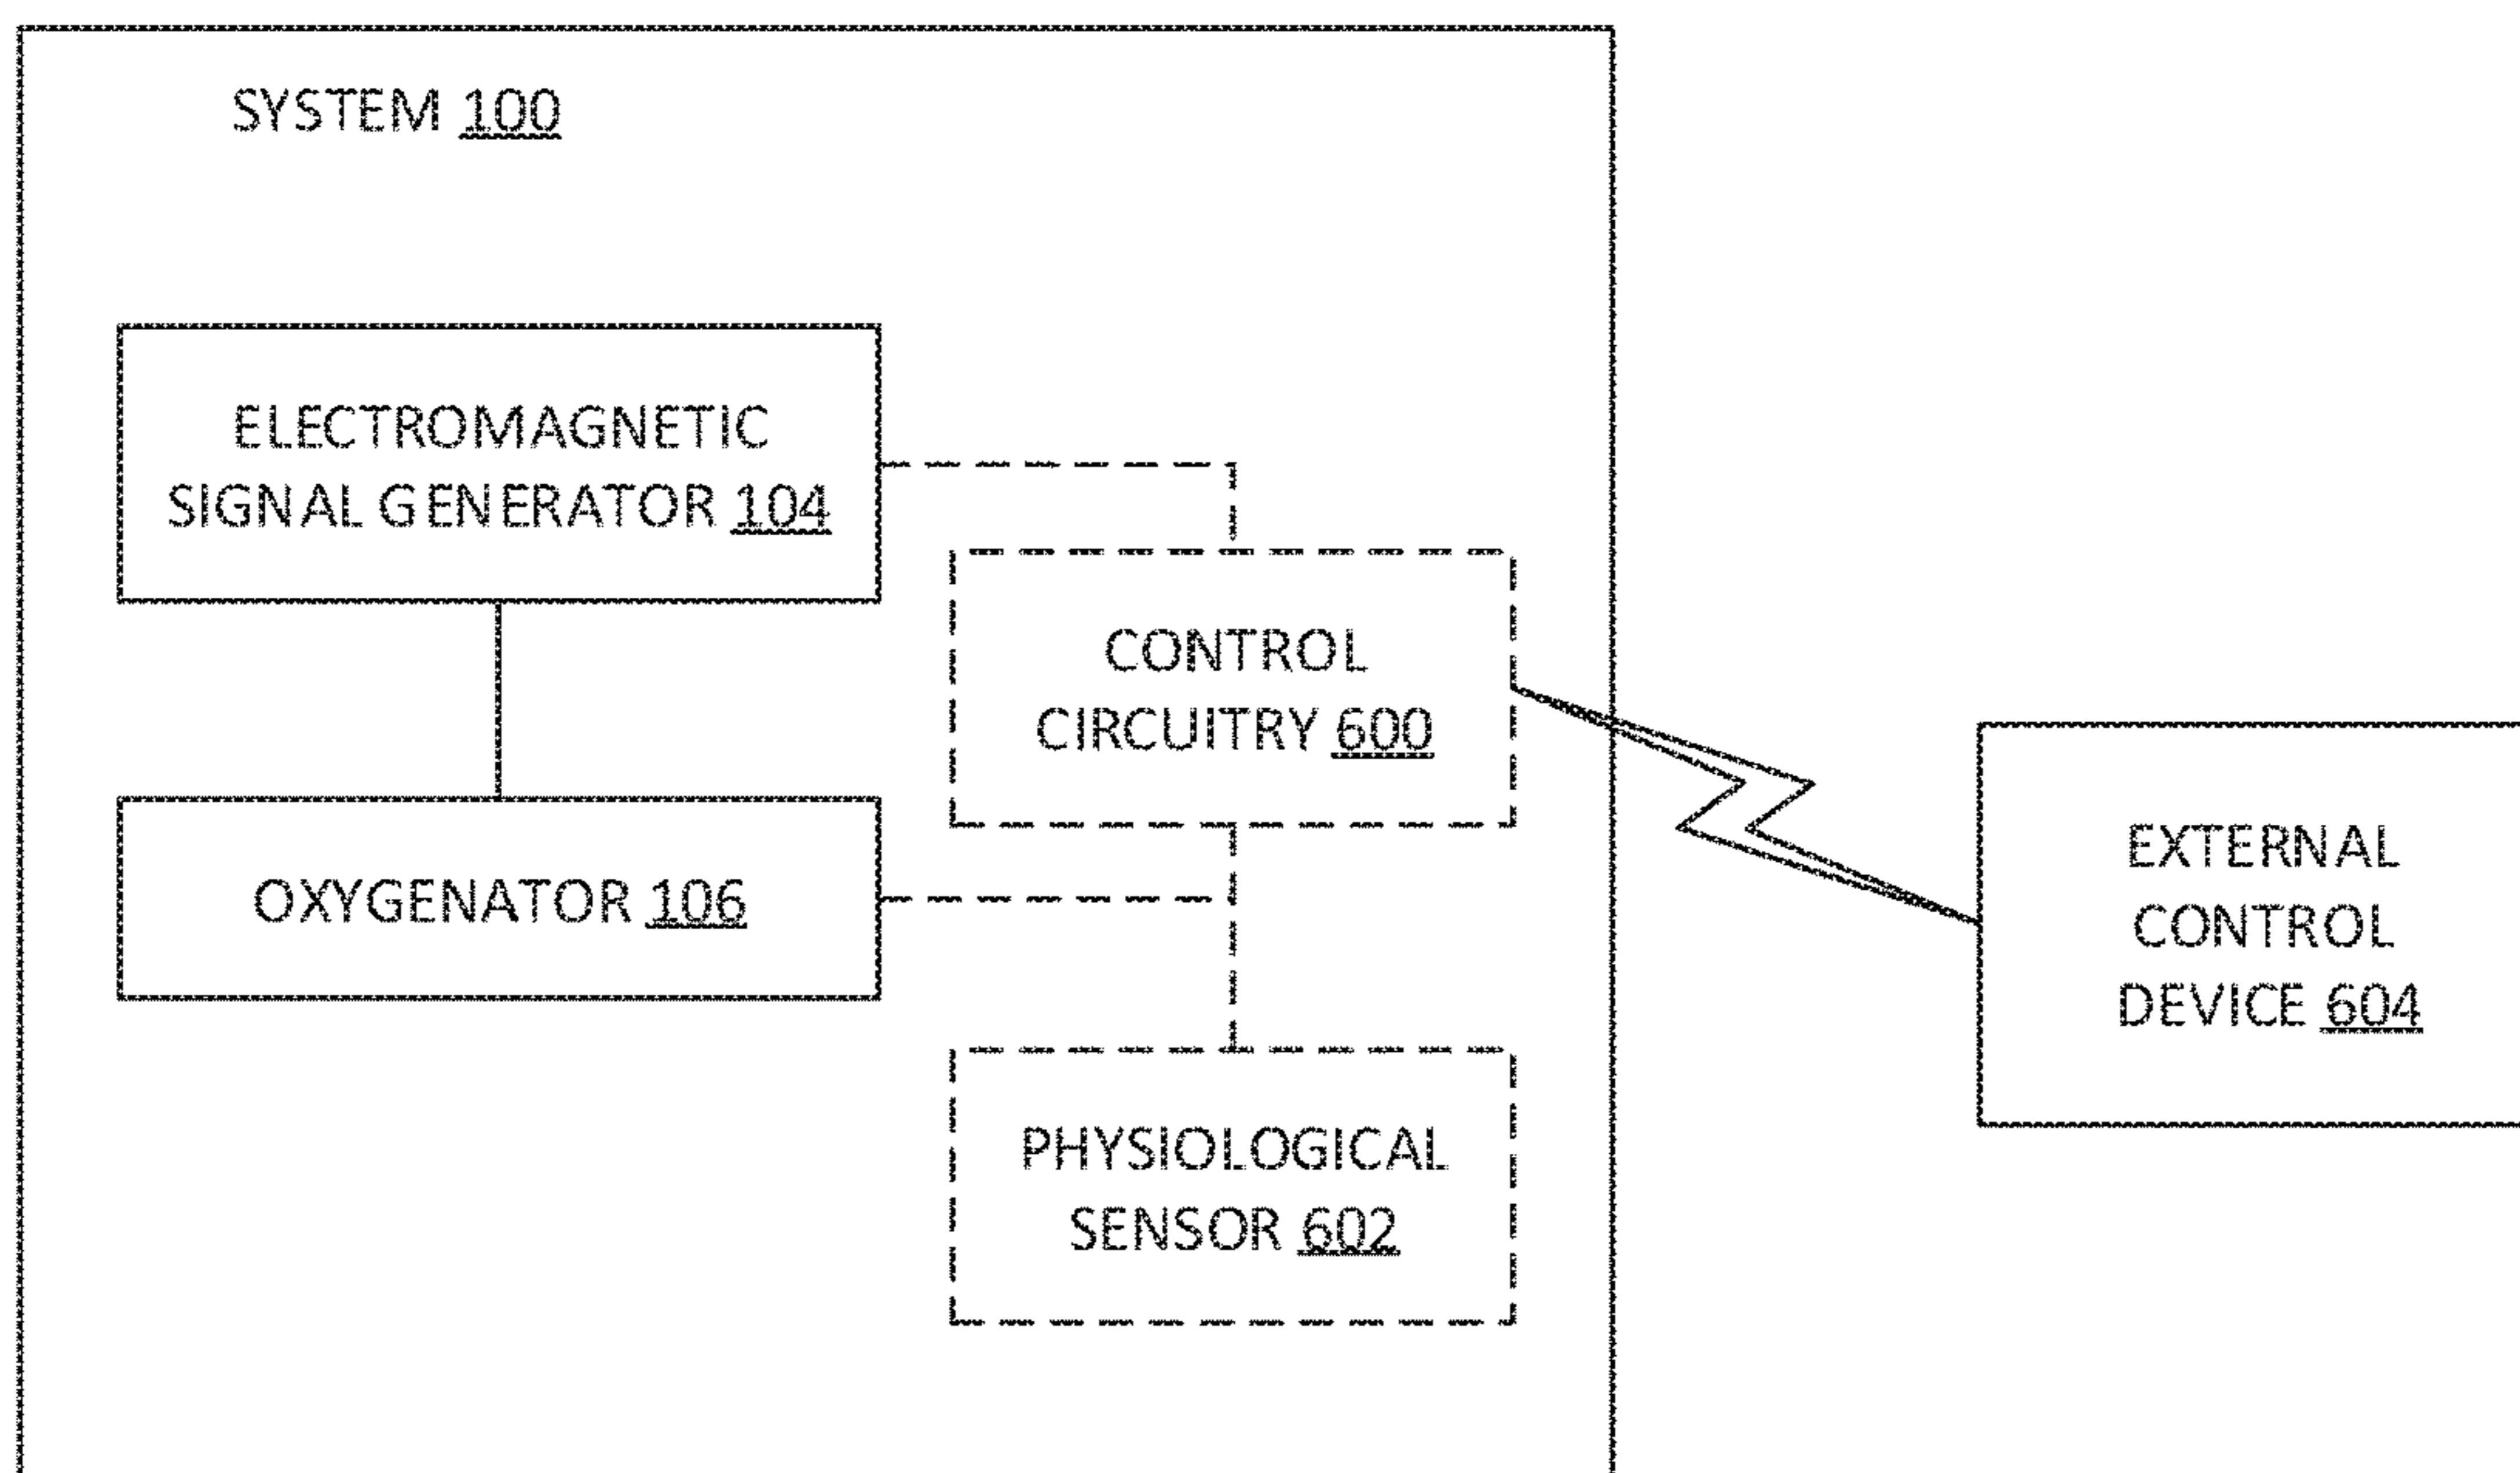 SYSTEM 100
ELECTROMAGNETIC
SIGNAL GENERATOR 104
CONTROL
CIRCUITRY 600
OXYGENATOR 106
EXTERNAL
CONTROL
DEVICE 604
PHYSIOLOGICAL
SENSOR 602